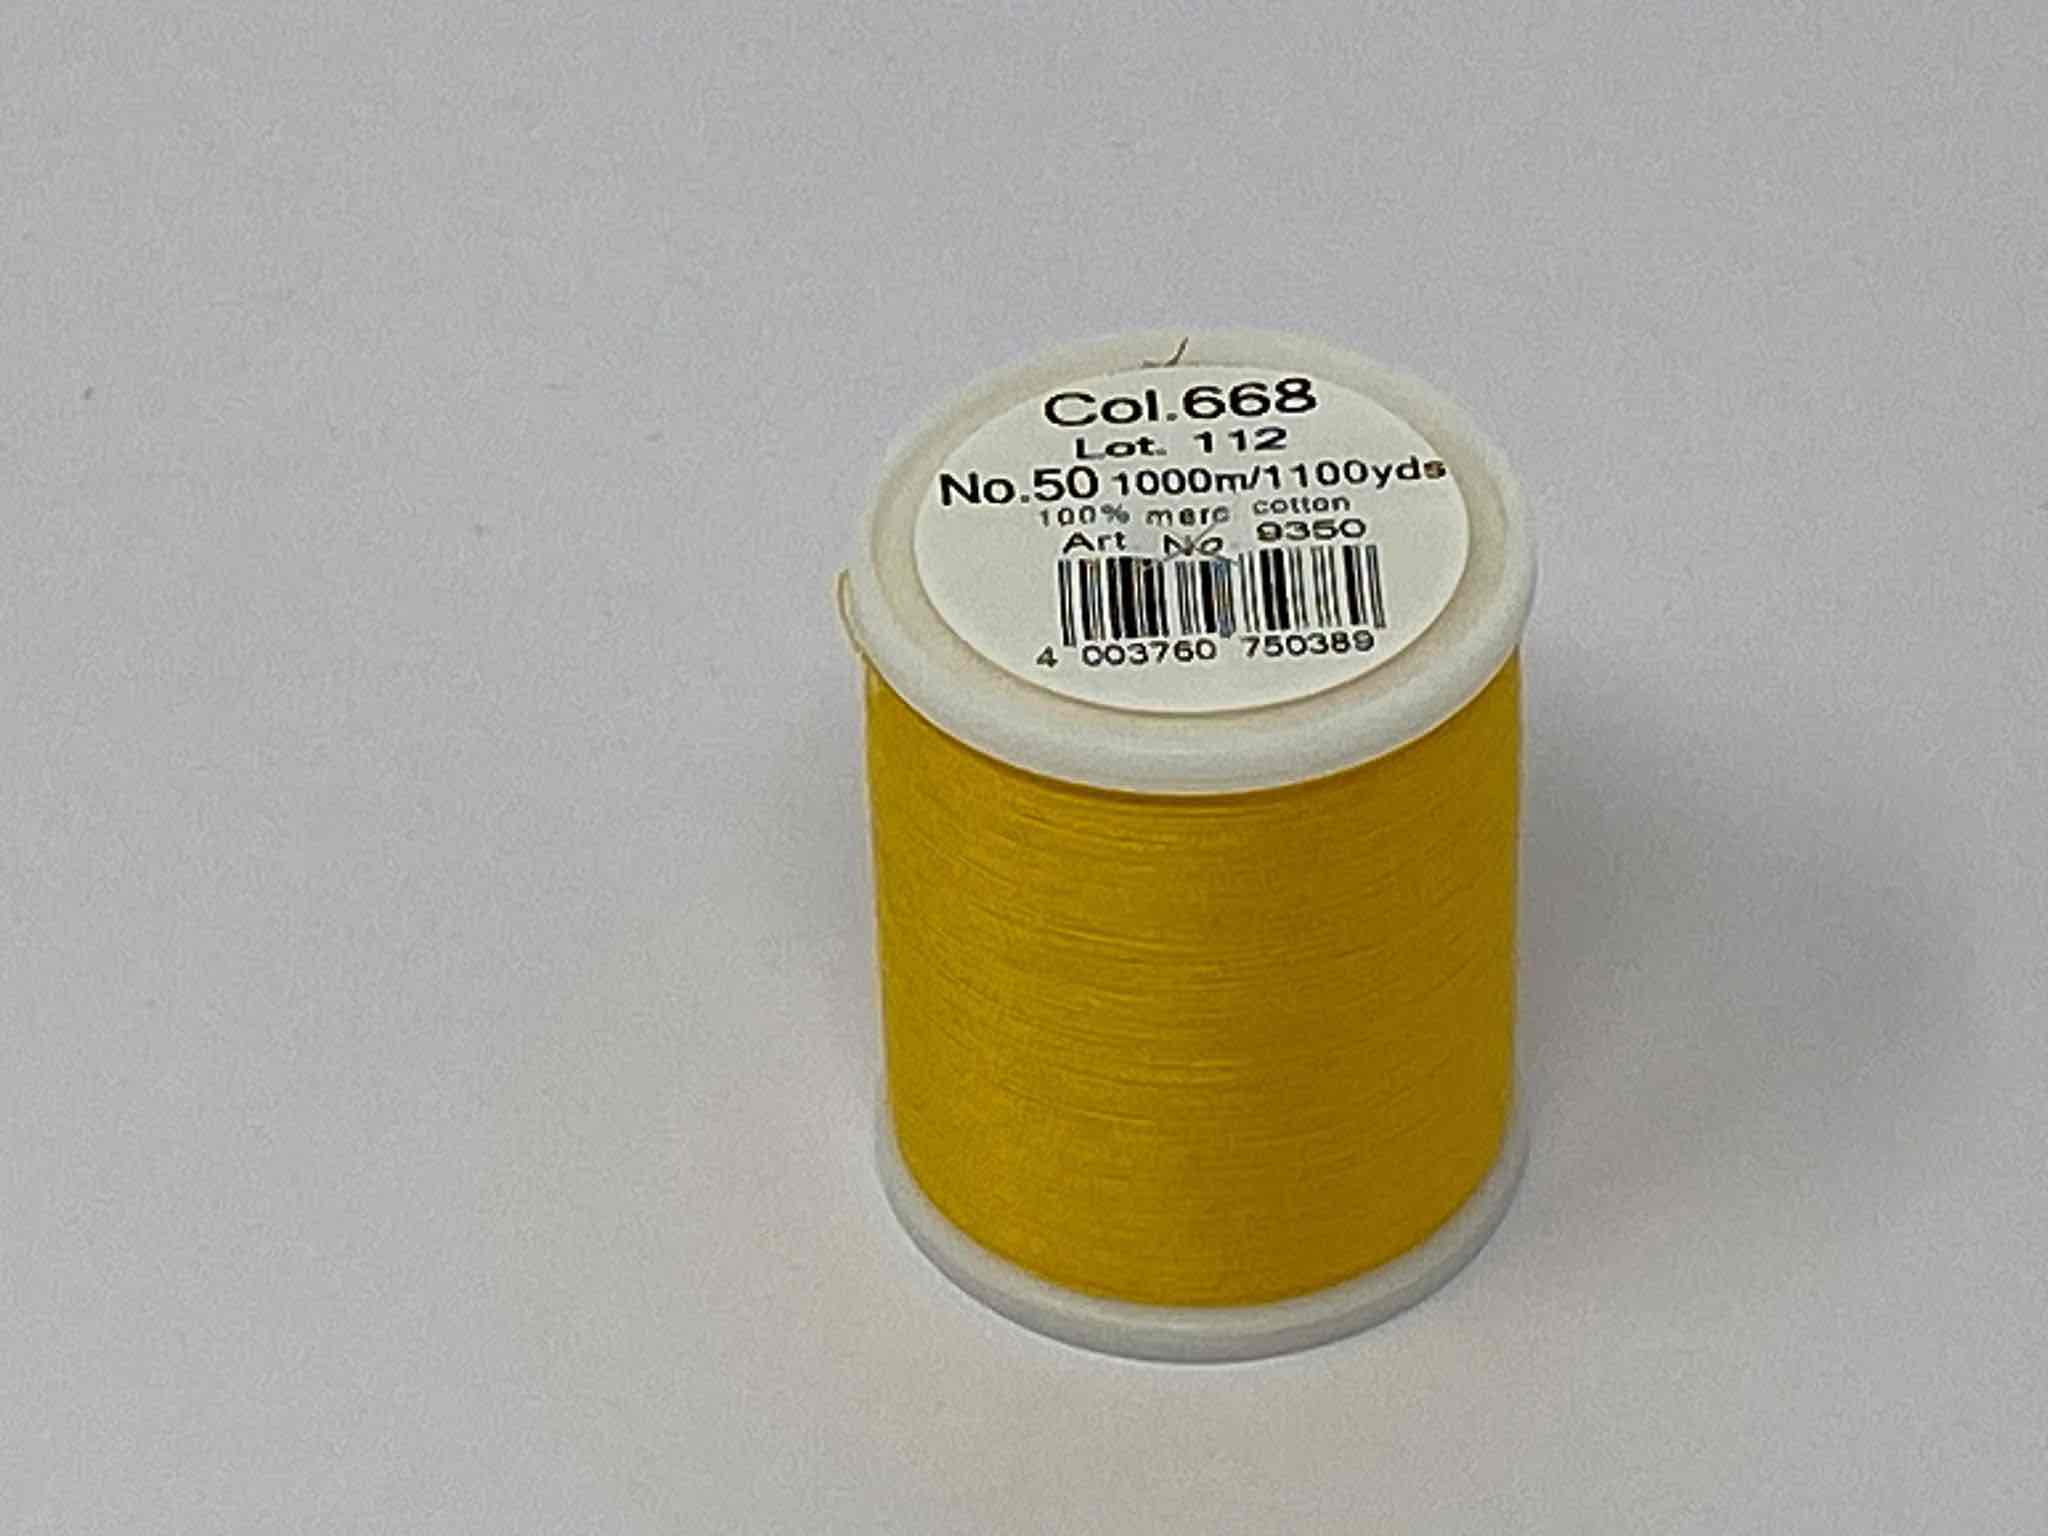 Col.668
Lot. 112
No.50 1000m/1100yds
100% merc cotton
Art No. 9350
4 003760 750389